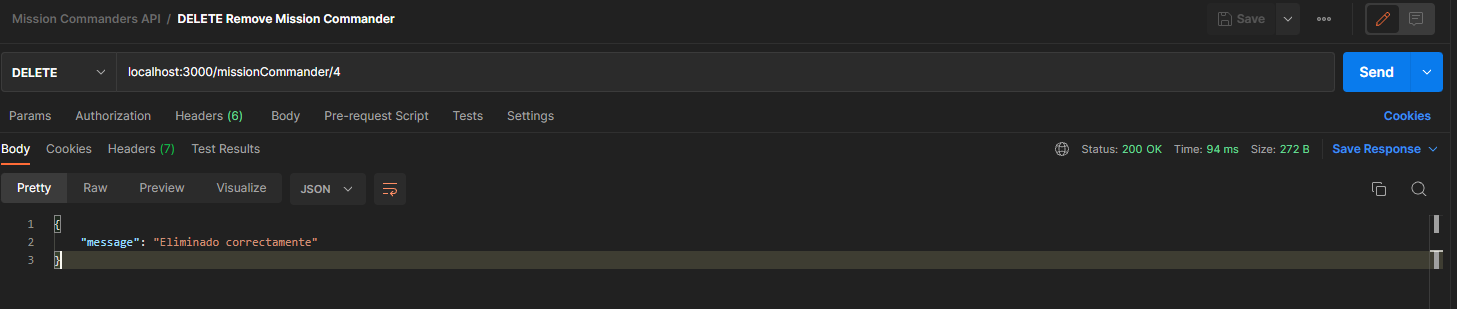 Mission Commanders API / DELETE Remove Mission Commander
Save
DELETE localhost:3000/missionCommander/4 Send
Params Authorization Headers (6) Body Pre-request Script Tests Settings Cookies
Body Cookies Headers (7) Test Results Status: 200 OK Time: 94 ms Size: 272 B Save Response
Pretty Raw Preview Visualize JSON
1 {
2 "message": "Eliminado correctamente"
3 }